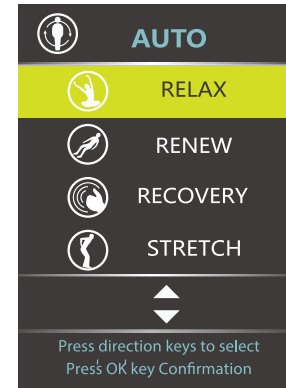 AUTO
RELAX
RENEW
RECOVERY
STRETCH
Press direction keys to select
Press OK key Confirmation